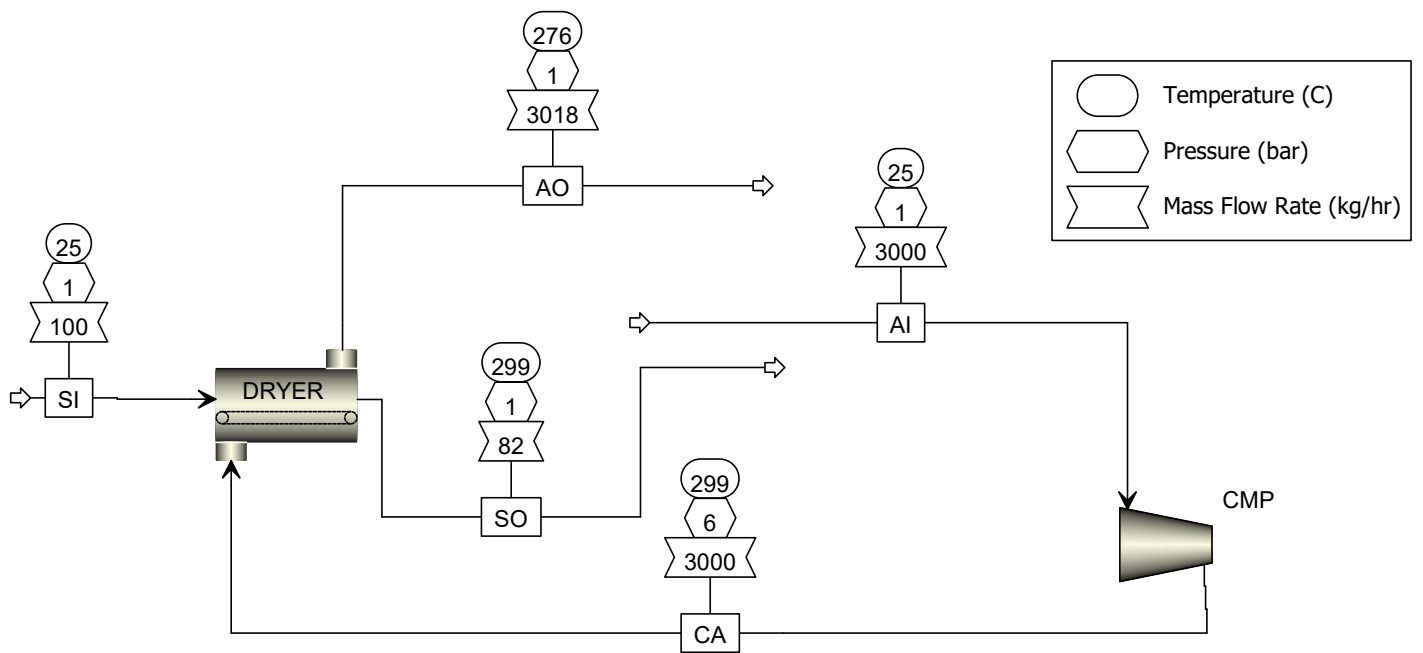 276
1
3018
AO
Temperature (C)
Pressure (bar)
Mass Flow Rate (kg/hr)
25
1
3000
AI
25
1
100
SI
DRYER
299
1
82
SO
299
6
3000
CA
CMP